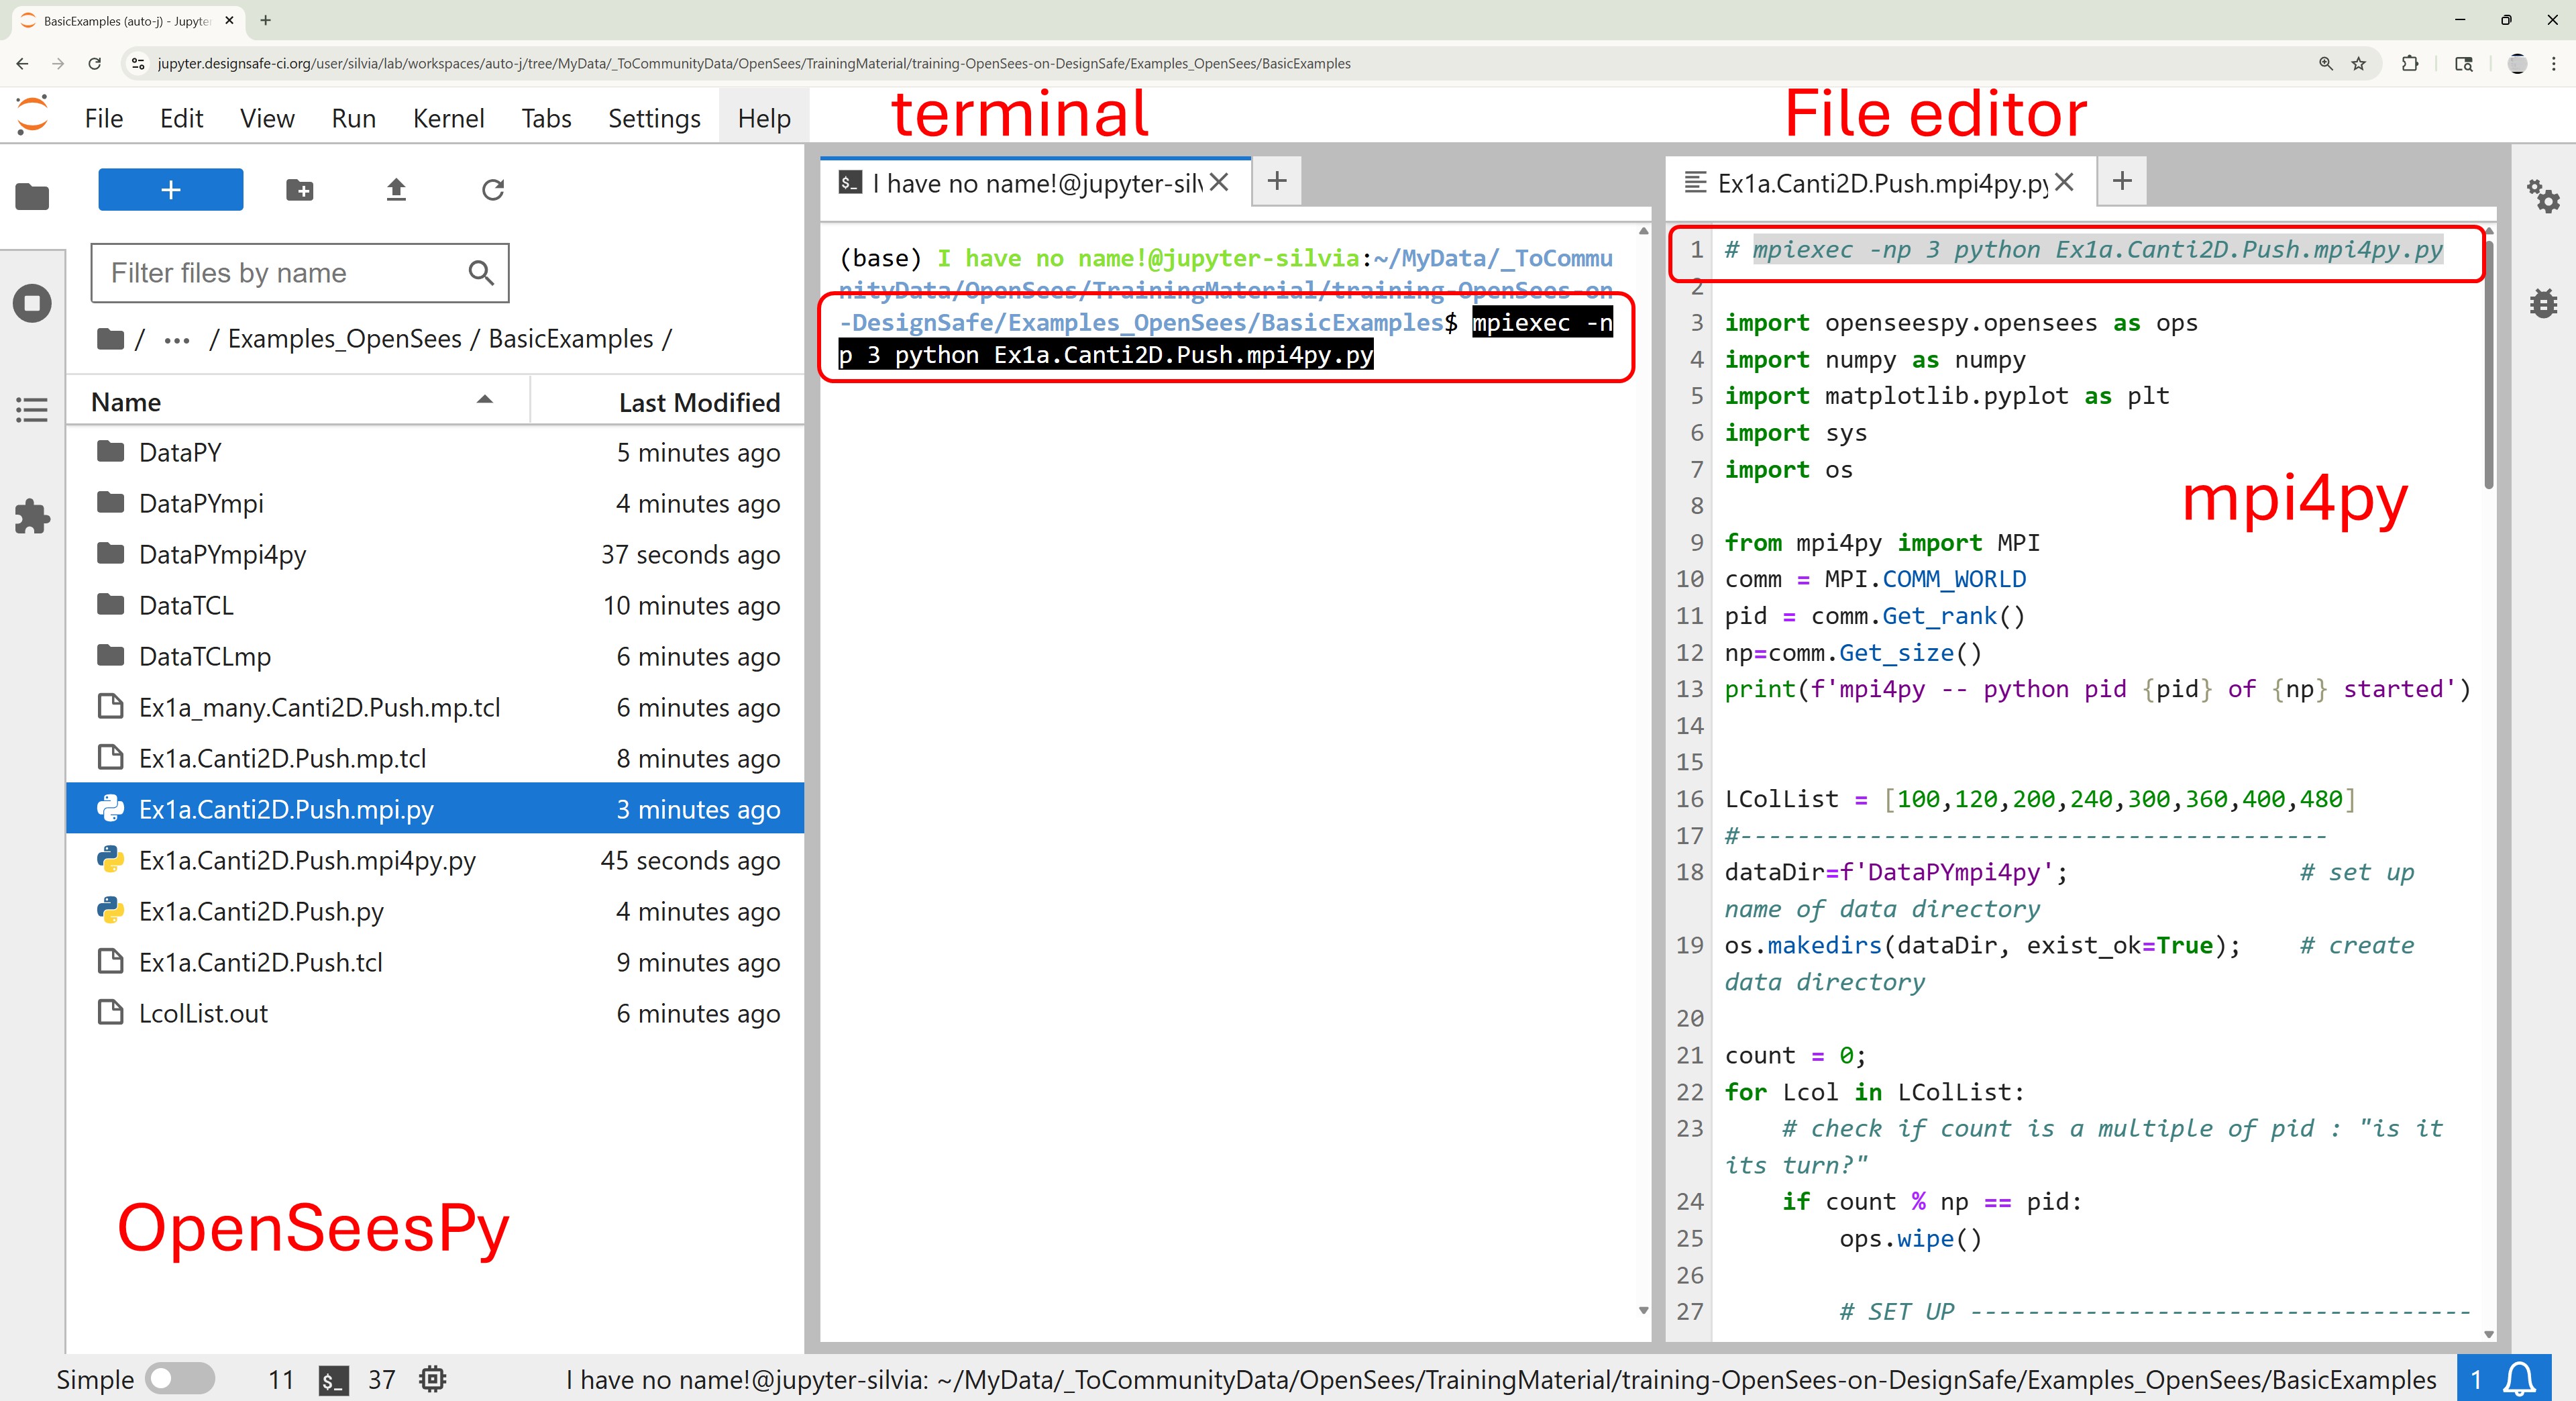 BasicExamples (auto-j) - Jupyte
jupyter.designsafe-ci.org/user/silvia/lab/workspaces/auto-j/tree/MyData/_ToCommunityData/OpenSees/TrainingMaterial/training-OpenSees-on-DesignSafe/Examples_OpenSees/BasicExamples
File Edit View Run Kernel Tabs Settings Help
terminal
File editor
+
Filter files by name
/ ... / Examples_OpenSees / BasicExamples /
Name Last Modified
DataPY 5 minutes ago
DataPYmpi 4 minutes ago
DataPYmpi4py 37 seconds ago
DataTCL 10 minutes ago
DataTCLmp 6 minutes ago
Ex1a_many.Canti2D.Push.mp.tcl 6 minutes ago
Ex1a.Canti2D.Push.mp.tcl 8 minutes ago
Ex1a.Canti2D.Push.mpi.py 3 minutes ago
Ex1a.Canti2D.Push.mpi4py.py 45 seconds ago
Ex1a.Canti2D.Push.py 4 minutes ago
Ex1a.Canti2D.Push.tcl 9 minutes ago
LcolList.out 6 minutes ago
OpenSeesPy
$_ I have no name!@jupyter-silv
(base) I have no name!@jupyter-silvia:~/MyData/_ToCommu
nityData/OpenSees/TrainingMaterial/training-OpenSees-on
-DesignSafe/Examples_OpenSees/BasicExamples$ mpiexec -n
p 3 python Ex1a.Canti2D.Push.mpi4py.py
Ex1a.Canti2D.Push.mpi4py.py
1 # mpiexec -np 3 python Ex1a.Canti2D.Push.mpi4py.py
2
3 import openseespy.opensees as ops
4 import numpy as numpy
5 import matplotlib.pyplot as plt
6 import sys
7 import os
mpi4py
8
9 from mpi4py import MPI
10 comm = MPI.COMM_WORLD
11 pid = comm.Get_rank()
12 np=comm.Get_size()
13 print(f'mpi4py -- python pid {pid} of {np} started')
14
15
16 LColList = [100,120,200,240,300,360,400,480]
17 #-----------------------------------------
18 dataDir=f'DataPYmpi4py'; # set up
name of data directory
19 os.makedirs(dataDir, exist_ok=True); # create
data directory
20
21 count = 0;
22 for Lcol in LColList:
23 # check if count is a multiple of pid : "is it
its turn?"
24 if count % np == pid:
25 ops.wipe()
26
27 # SET UP -----------------------------------
Simple 11 $_ 37 I have no name!@jupyter-silvia: ~/MyData/_ToCommunityData/OpenSees/TrainingMaterial/training-OpenSees-on-DesignSafe/Examples_OpenSees/BasicExamples 1